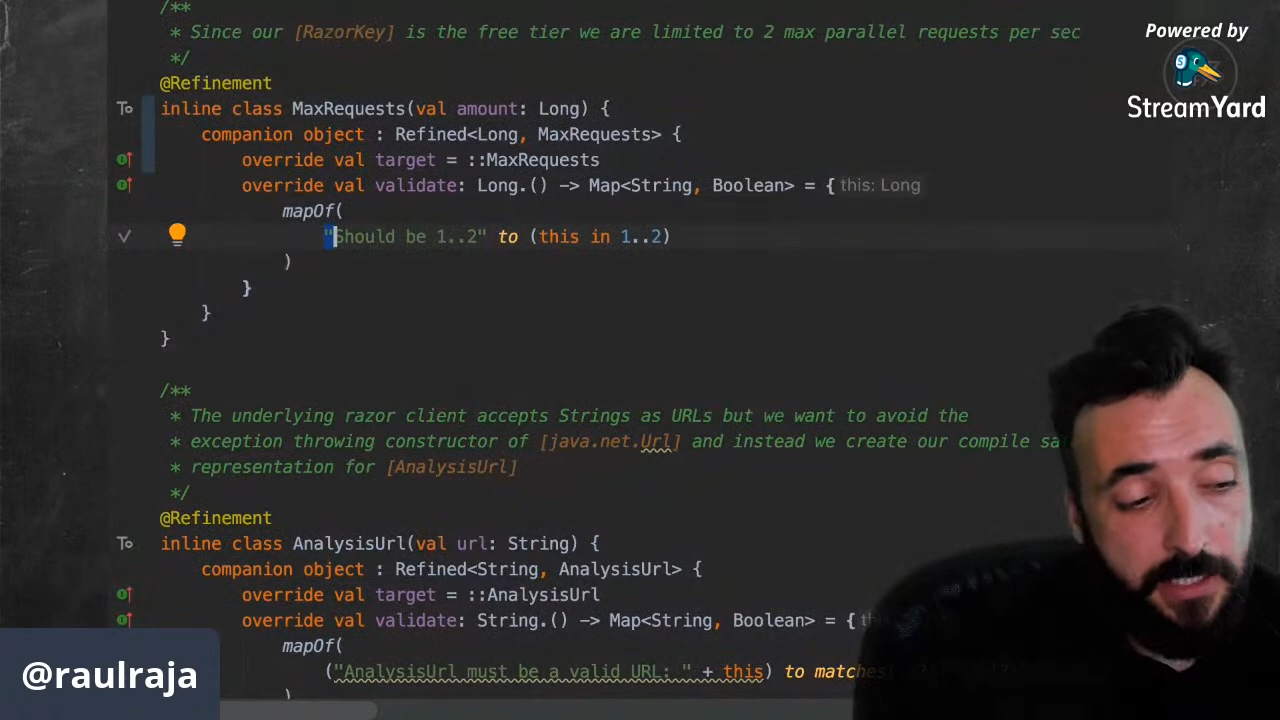 /**
* Since our [RazorKey] is the free tier we are limited to 2 max parallel requests per sec
*/
@Refinement
inline class MaxRequests(val amount: Long) {
companion object : Refined<Long, MaxRequests> {
override val target = ::MaxRequests
override val validate: Long.() -> Map<String, Boolean> = { this: Long
mapOf(
"Should be 1..2" to (this in 1..2)
)
}
}
}
/**
* The underlying razor client accepts Strings as URLs but we want to avoid the
* exception throwing constructor of [java.net.Url] and instead we create our compile
* representation for [AnalysisUrl]
*/
@Refinement
inline class AnalysisUrl(val url: String) {
companion object : Refined<String, AnalysisUrl> {
override val target = ::AnalysisUrl
override val validate: String.() -> Map<String, Boolean> = {
mapOf(
("AnalysisUrl must be a valid URL: " + this) to matches(
)
Powered by
StreamYard
@raulraja